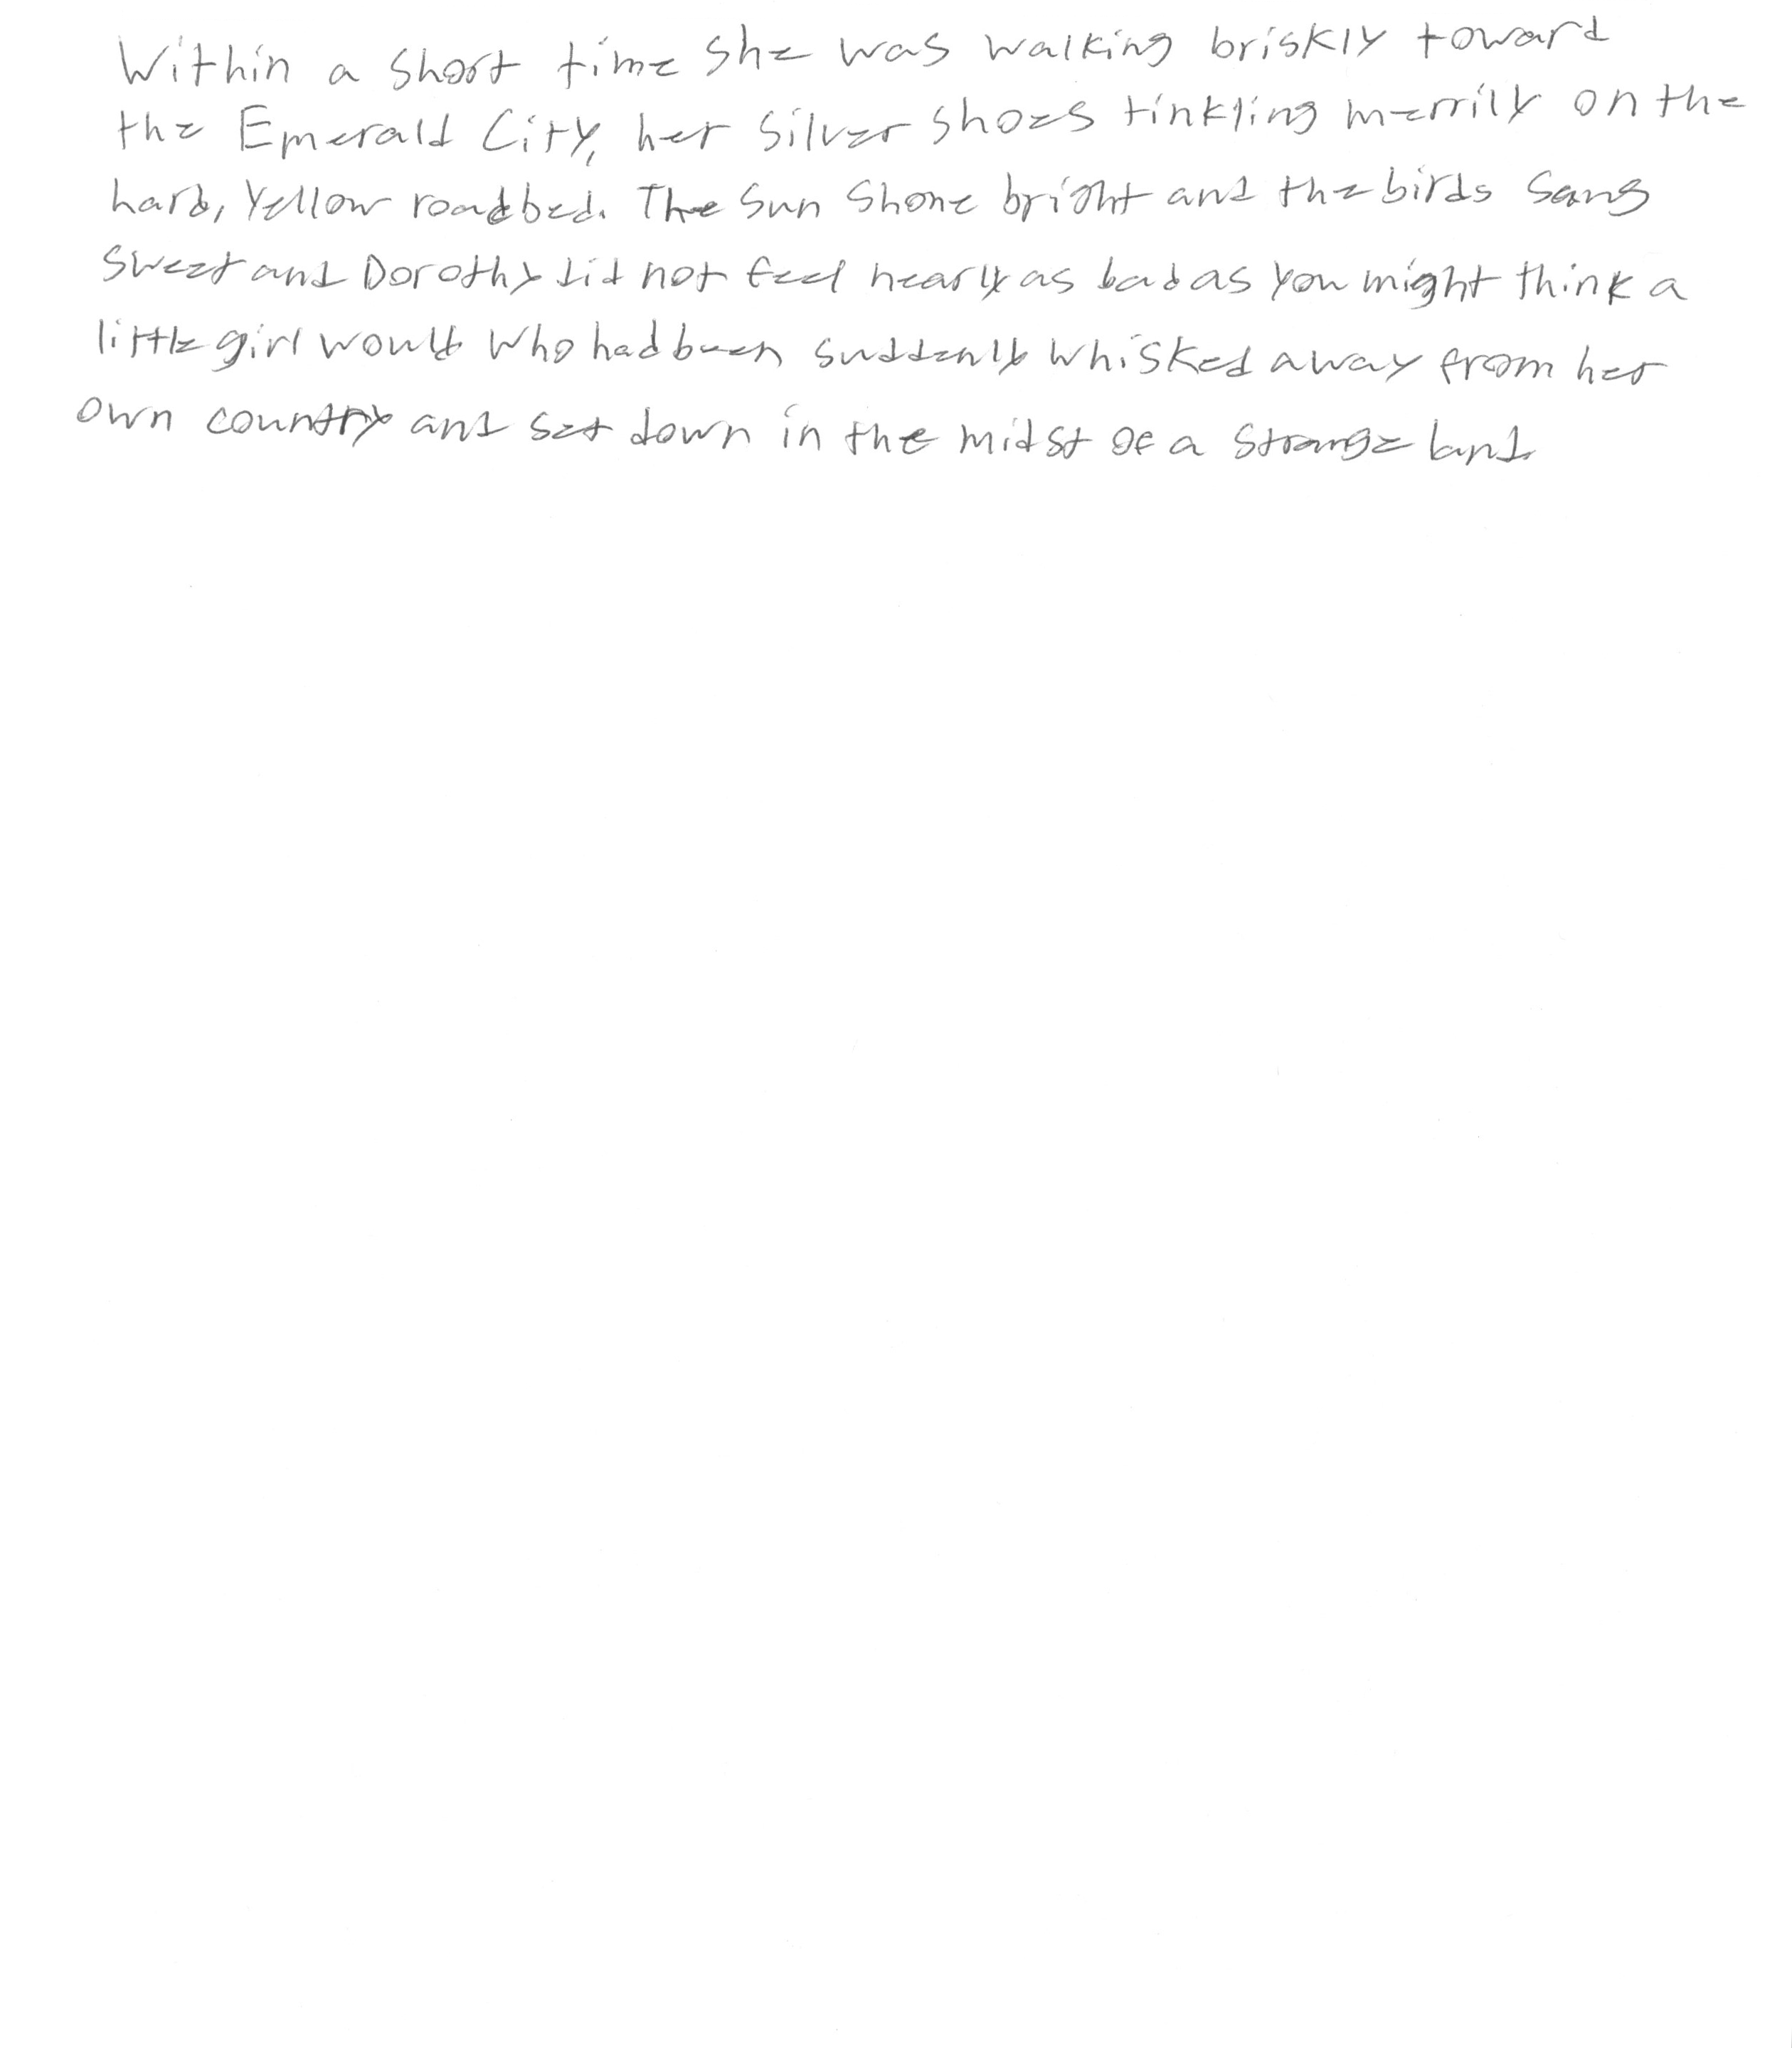 Within a short time she was walking briskly toward
the Emerald City, her Silver Shoes tinkling merrily on the
hard, yellow roadbed. The sun shone bright and the birds sang
sweet and Dorothy did not feel nearly as bad as you might think a
little girl would who had been suddenly whisked away from her
own country and set down in the midst of a strange land.